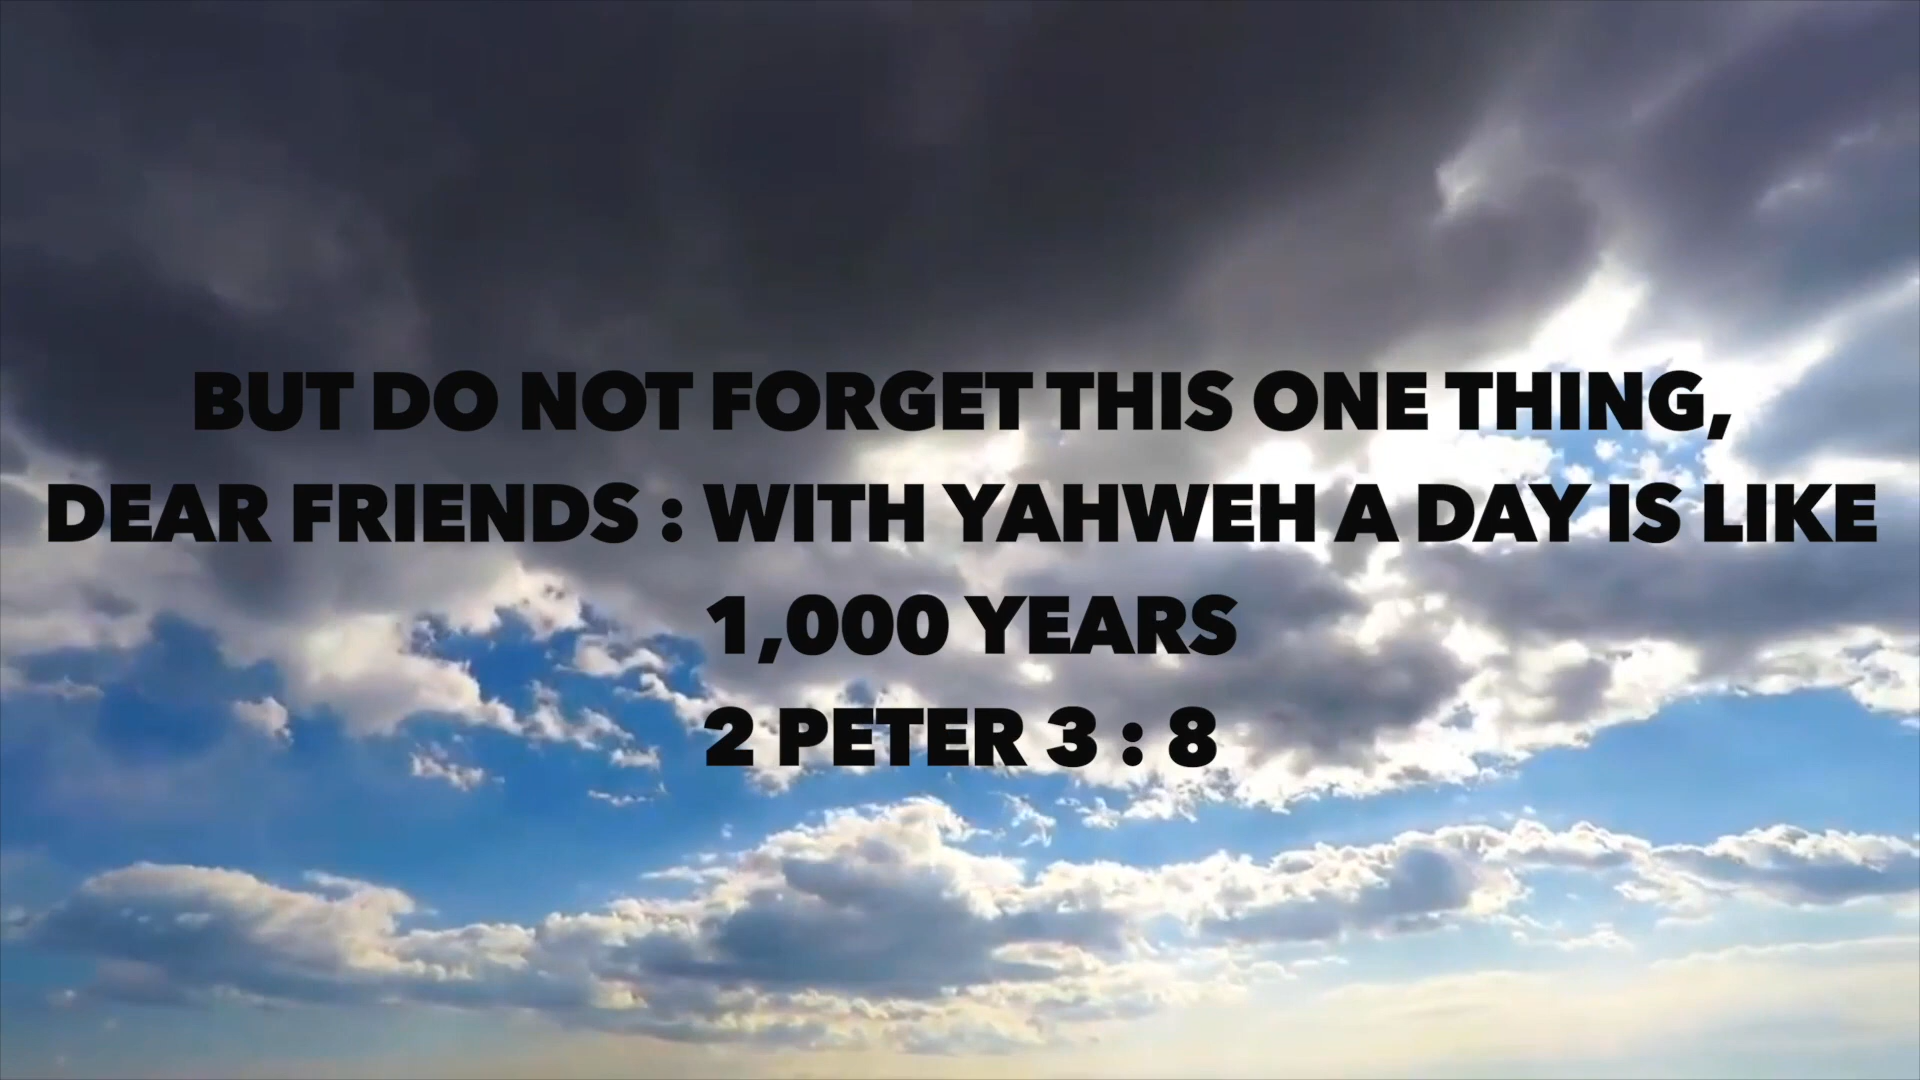 BUT DO NOT FORGET THIS ONE THING,
DEAR FRIENDS : WITH YAHWEH A DAY IS LIKE
1,000 YEARS
2 PETER 3 : 8